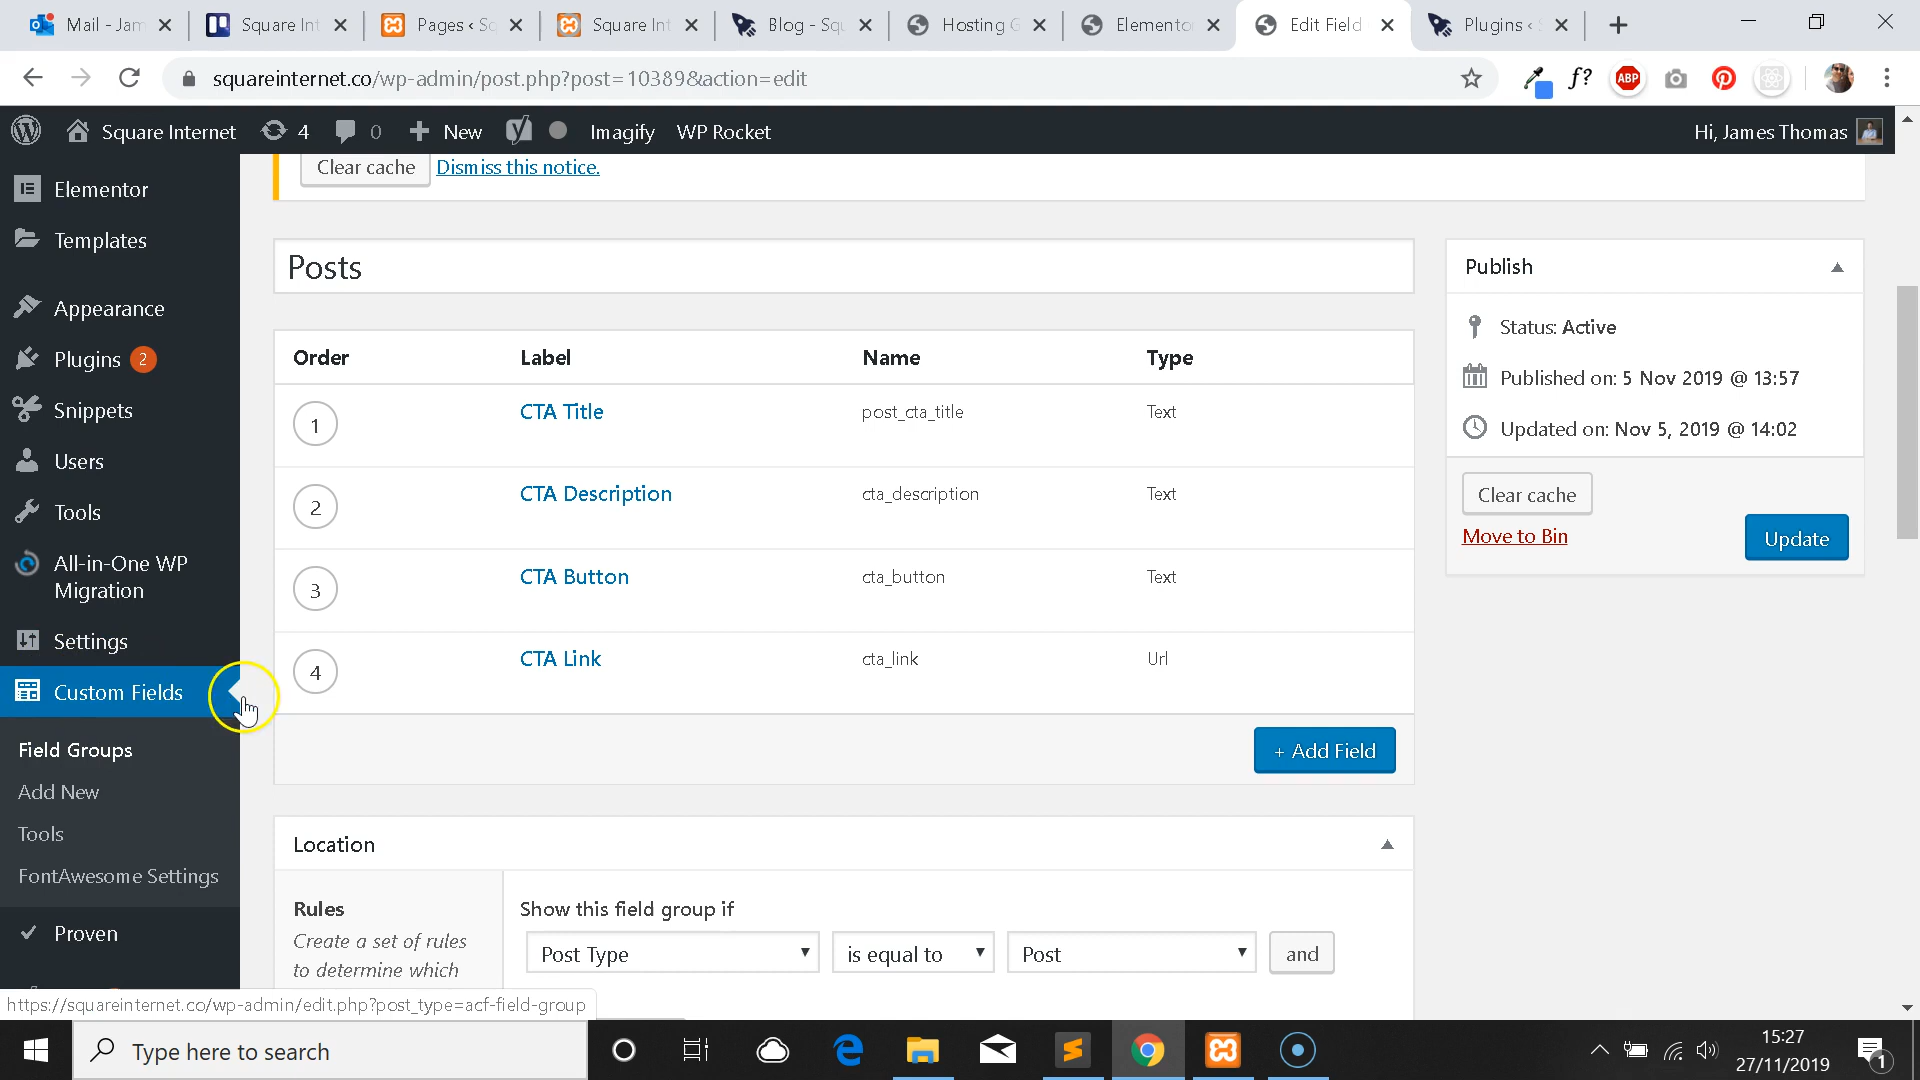 Mail - Jam
Square Int
Pages ‹ Sq
Square Int
Blog - Squ
Hosting G
Elemento
Edit Field
Plugins ‹ S
squareinternet.co/wp-admin/post.php?post=10389&action=edit
f?
ABP
Square Internet
4
0
New
Imagify
WP Rocket
Hi, James Thomas
Elementor
Templates
Appearance
Plugins 2
Snippets
Users
Tools
All-in-One WP
Migration
Settings
Custom Fields
Field Groups
Add New
Tools
FontAwesome Settings
Proven
Clear cache
Dismiss this notice.
Posts
Order Label Name Type
1 CTA Title post_cta_title Text
2 CTA Description cta_description Text
3 CTA Button cta_button Text
4 CTA Link cta_link Url
+ Add Field
Location
Rules
Create a set of rules
to determine which
Show this field group if
Post Type is equal to Post and
Publish
Status: Active
Published on: 5 Nov 2019 @ 13:57
Updated on: Nov 5, 2019 @ 14:02
Clear cache
Move to Bin
Update
https://squareinternet.co/wp-admin/edit.php?post_type=acf-field-group
Type here to search
15:27
27/11/2019
1